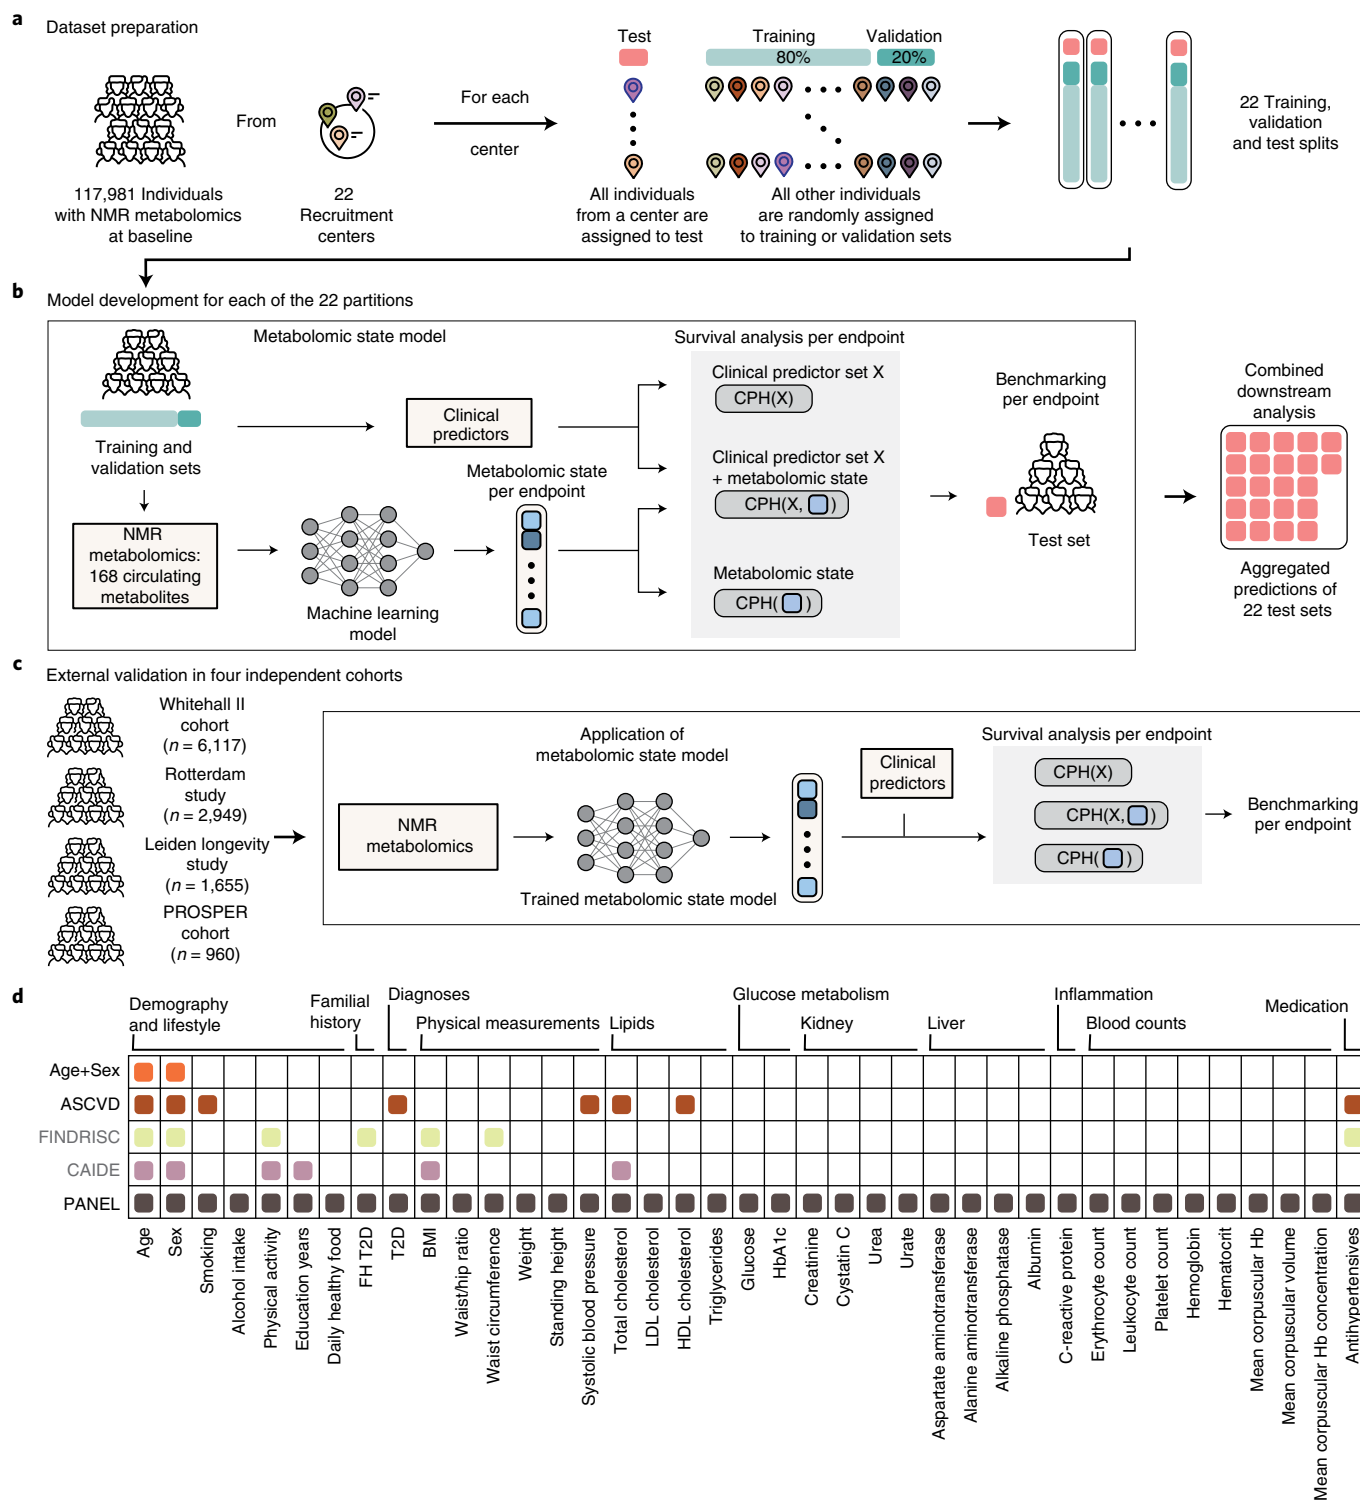 a
Dataset preparation
117,981 Individuals
with NMR metabolomics
at baseline
From
22
Recruitment
centers
For each
center
Test
Training
Validation
80%
20%
All individuals
from a center are
assigned to test
All other individuals
are randomly assigned
to training or validation sets
22 Training,
validation
and test splits
b
Model development for each of the 22 partitions
Metabolomic state model
Training and
validation sets
NMR
metabolomics:
168 circulating
metabolites
Machine learning
model
Clinical
predictors
Metabolomic state
per endpoint
Survival analysis per endpoint
Clinical predictor set X
CPH(X)
Clinical predictor set X
+ metabolomic state
CPH(X, )
Metabolomic state
CPH( )
Benchmarking
per endpoint
Test set
Combined
downstream
analysis
Aggregated
predictions of
22 test sets
c
External validation in four independent cohorts
Whitehall II
cohort
(n = 6,117)
Rotterdam
study
(n = 2,949)
Leiden longevity
study
(n = 1,655)
PROSPER
cohort
(n = 960)
NMR
metabolomics
Application of
metabolomic state model
Trained metabolomic state model
Clinical
predictors
Survival analysis per endpoint
CPH(X)
CPH(X, )
CPH( )
Benchmarking
per endpoint
d
Demography
and lifestyle
Familial
history
Diagnoses
Physical measurements
Lipids
Glucose metabolism
Kidney
Liver
Inflammation
Blood counts
Medication
Age+Sex
ASCVD
FINDRISC
CAIDE
PANEL
Age
Sex
Smoking
Alcohol intake
Physical activity
Education years
Daily healthy food
FH T2D
T2D
BMI
Waist/hip ratio
Waist circumference
Weight
Standing height
Systolic blood pressure
Total cholesterol
LDL cholesterol
HDL cholesterol
Triglycerides
Glucose
HbA1c
Creatinine
Cystatin C
Urea
Urate
Aspartate aminotransferase
Alanine aminotransferase
Alkaline phosphatase
Albumin
C-reactive protein
Erythrocyte count
Leukocyte count
Platelet count
Hemoglobin
Hematocrit
Mean corpuscular Hb
Mean corpuscular volume
Mean corpuscular Hb concentration
Antihypertensives